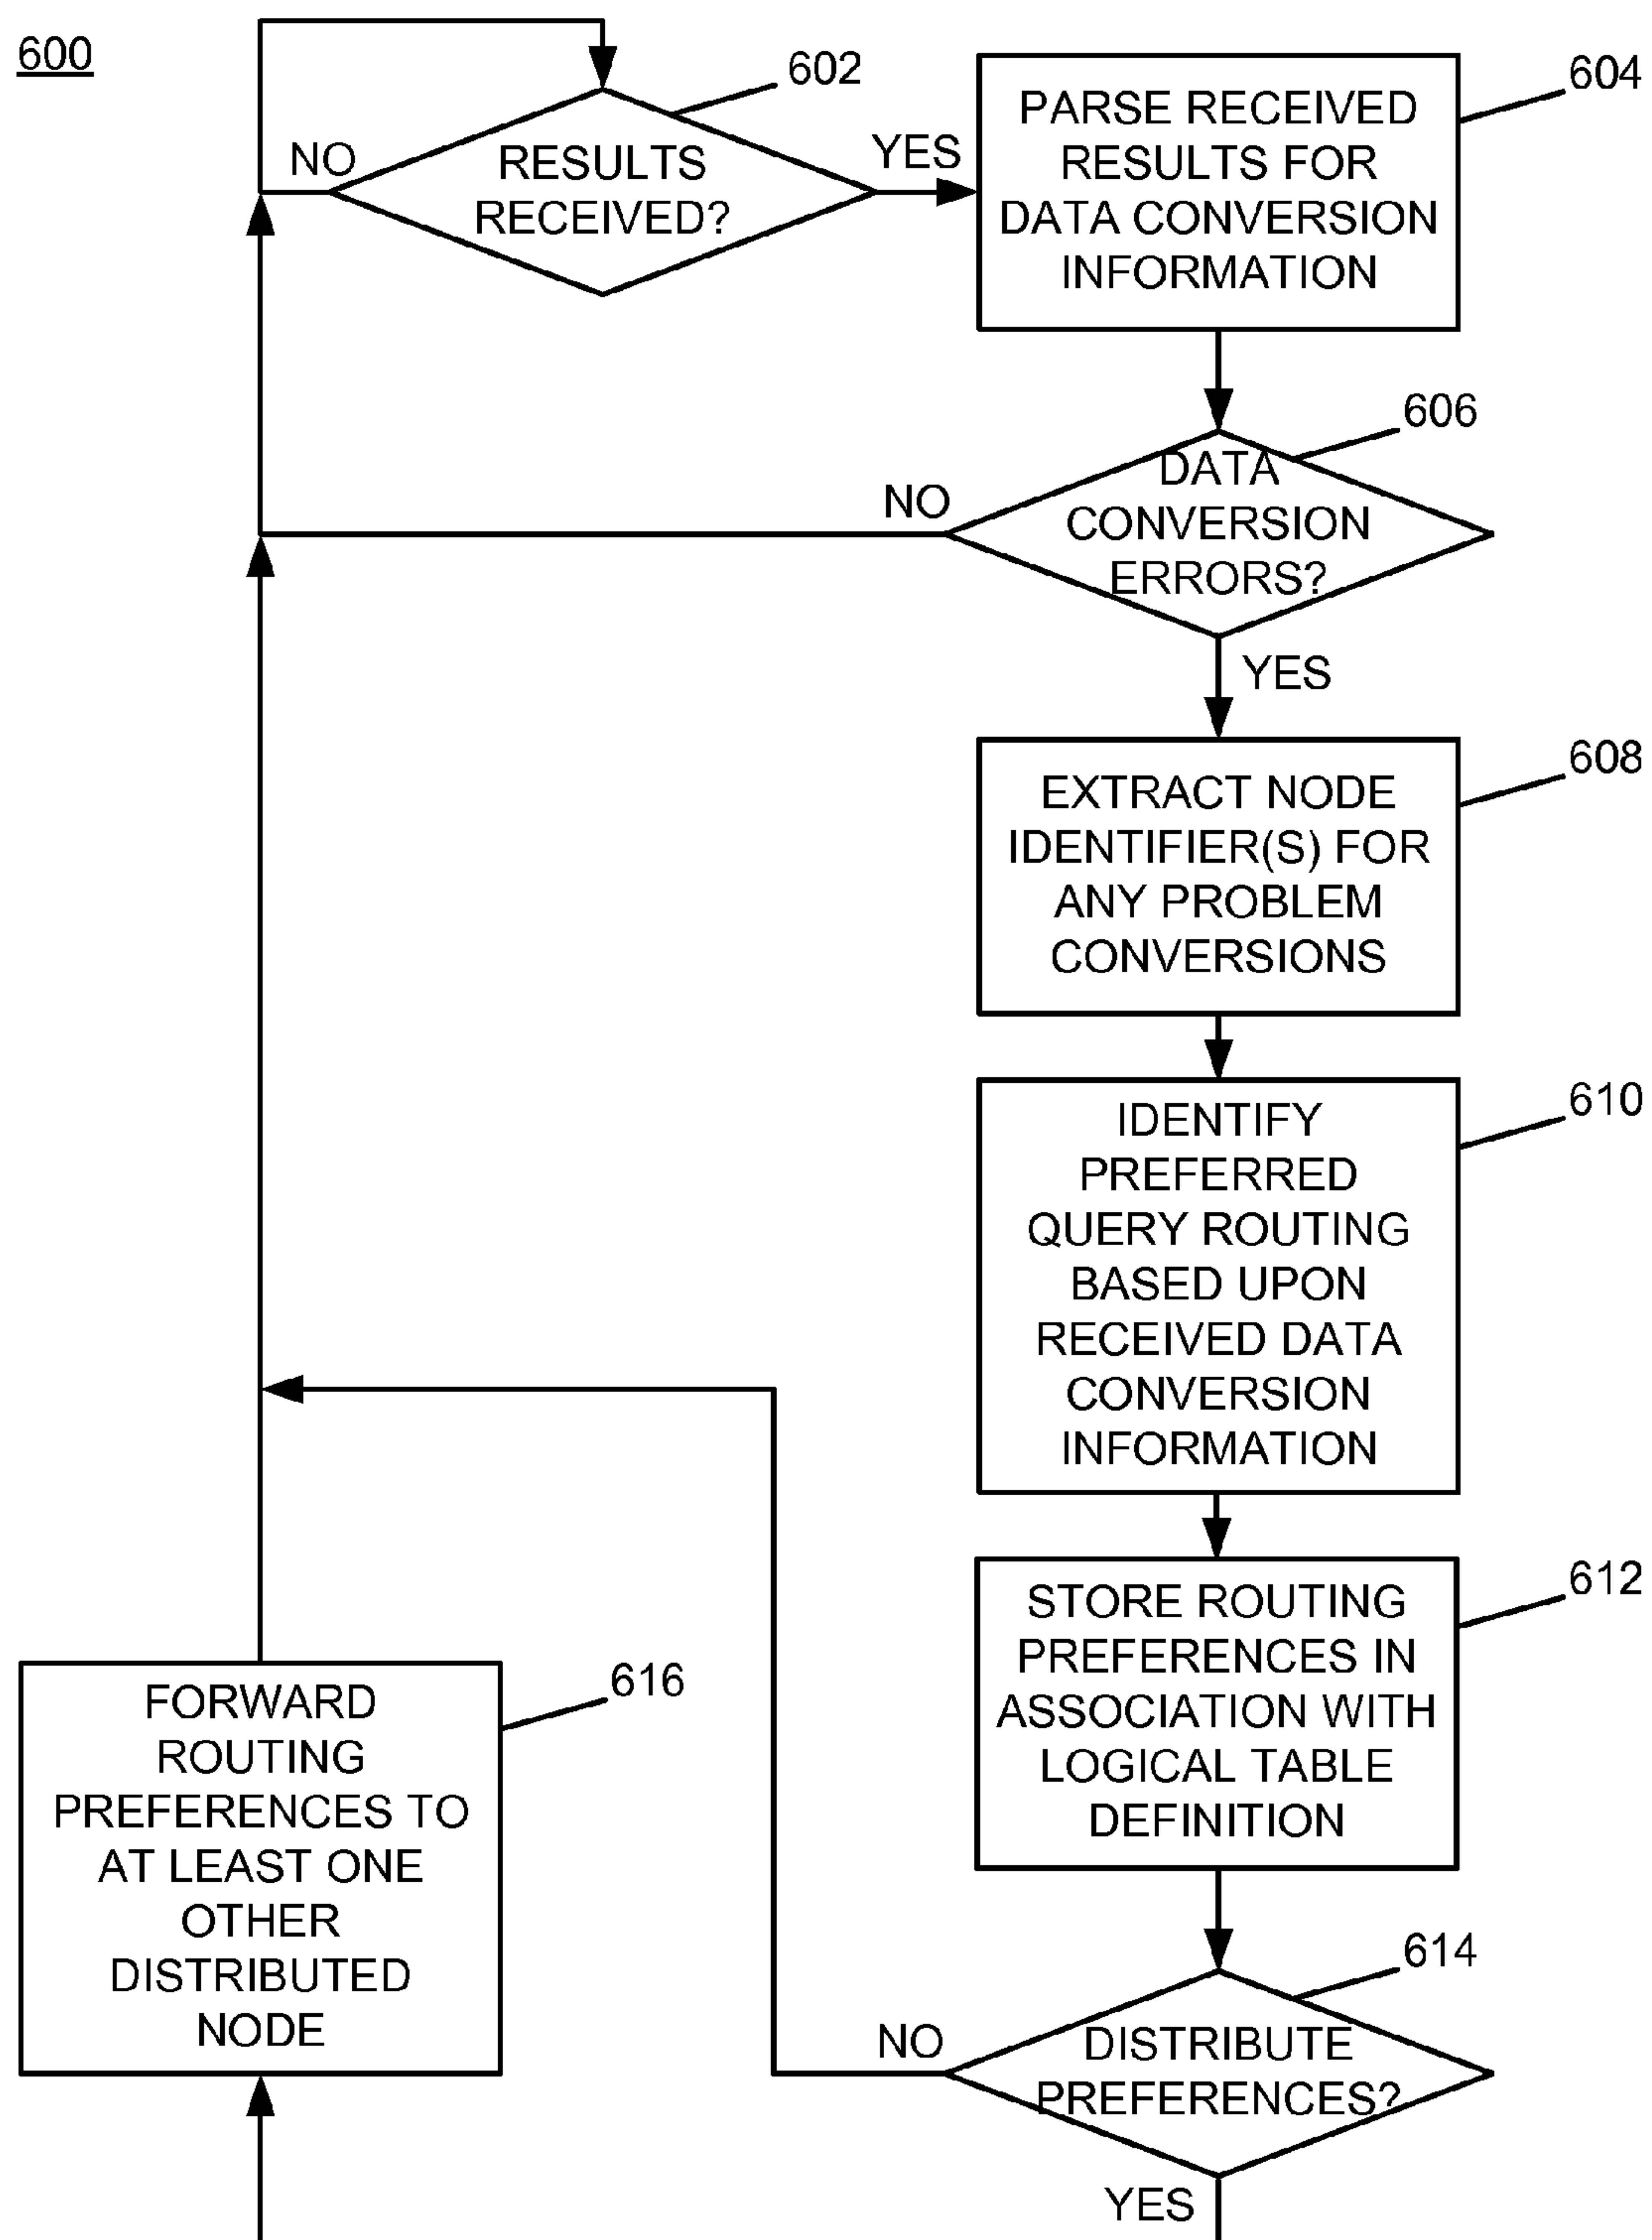 600
602
NO
RESULTS
RECEIVED?
YES
604
PARSE RECEIVED
RESULTS FOR
DATA CONVERSION
INFORMATION
606
DATA
CONVERSION
ERRORS?
NO
YES
608
EXTRACT NODE
IDENTIFIER(S) FOR
ANY PROBLEM
CONVERSIONS
610
IDENTIFY
PREFERRED
QUERY ROUTING
BASED UPON
RECEIVED DATA
CONVERSION
INFORMATION
612
STORE ROUTING
PREFERENCES IN
ASSOCIATION WITH
LOGICAL TABLE
DEFINITION
614
DISTRIBUTE
PREFERENCES?
NO
YES
616
FORWARD
ROUTING
PREFERENCES TO
AT LEAST ONE
OTHER
DISTRIBUTED
NODE